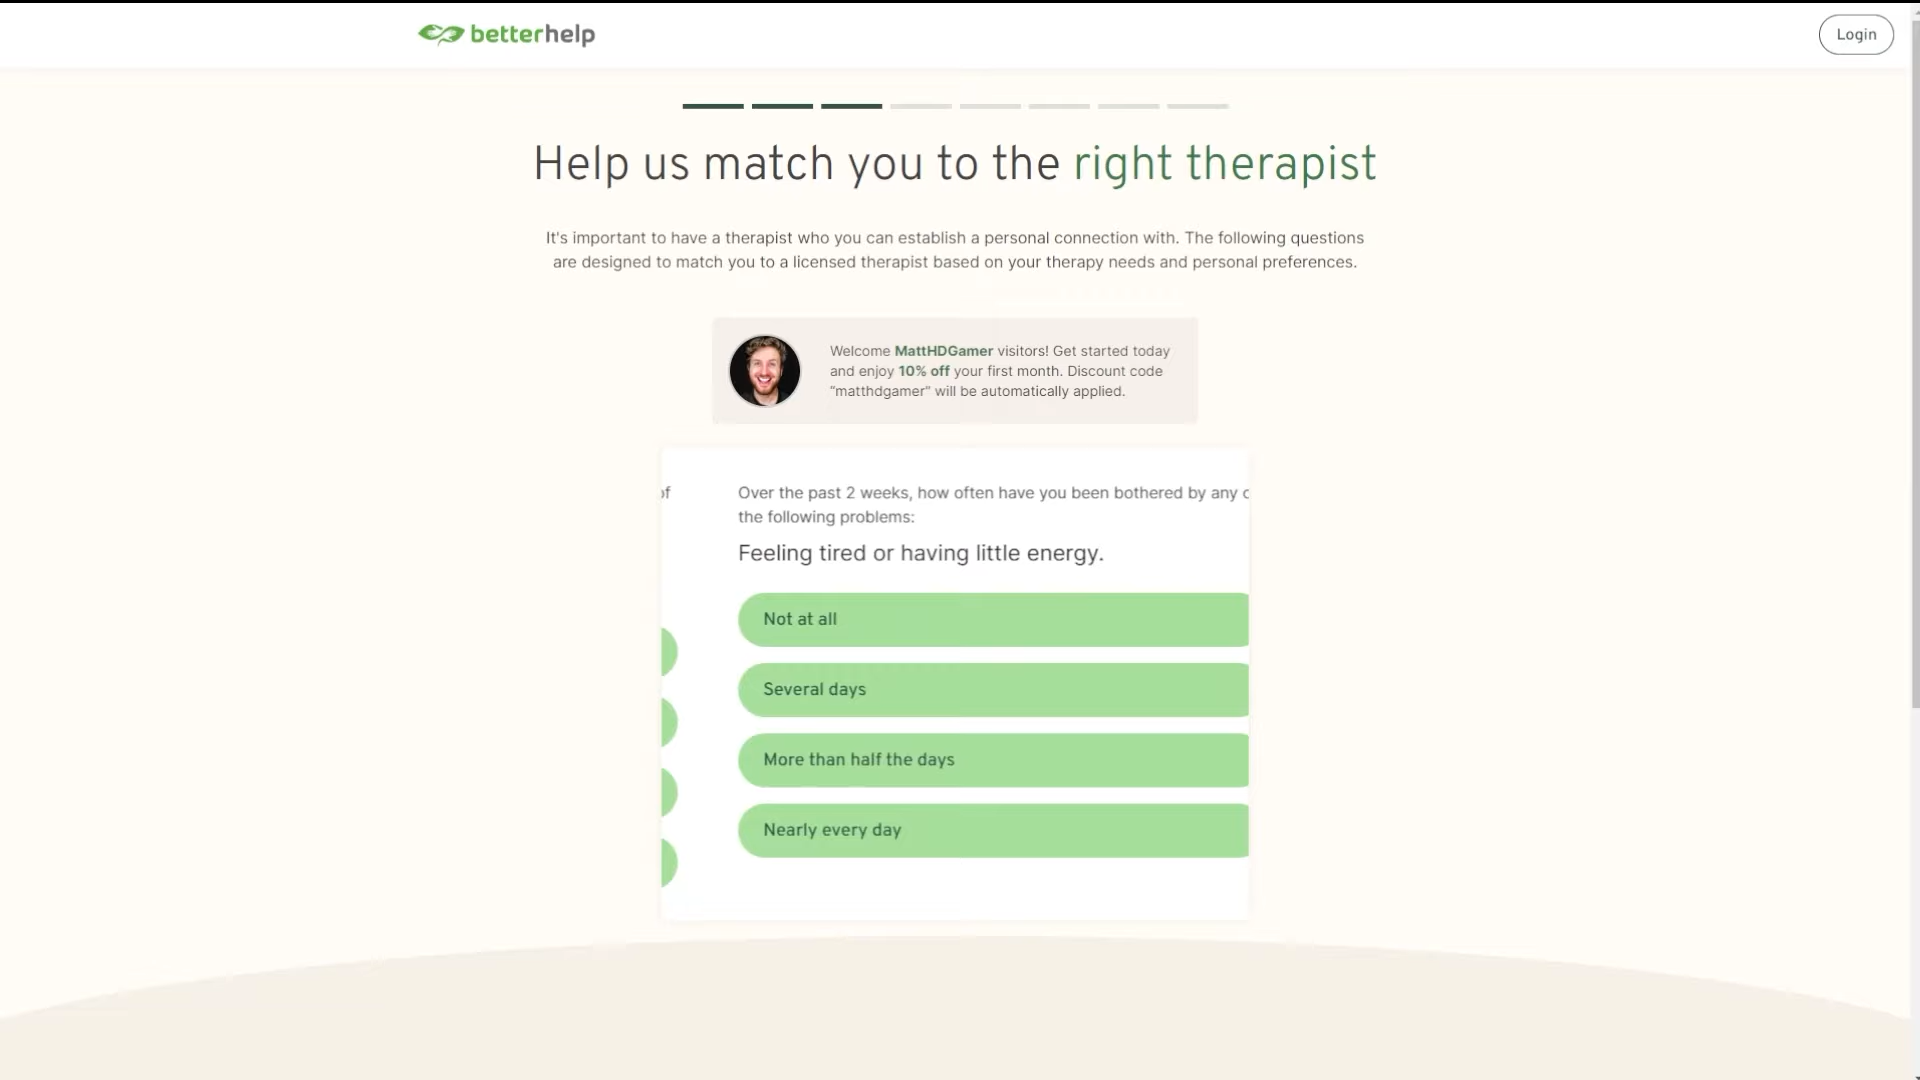 betterhelp
Login
Help us match you to the right therapist
It's important to have a therapist who you can establish a personal connection with. The following questions
are designed to match you to a licensed therapist based on your therapy needs and personal preferences.
Welcome MattHDGamer visitors! Get started today
and enjoy 10% off your first month. Discount code
"matthdgamer" will be automatically applied.
of
Over the past 2 weeks, how often have you been bothered by any
the following problems:
Feeling tired or having little energy.
Not at all
Several days
More than half the days
Nearly every day